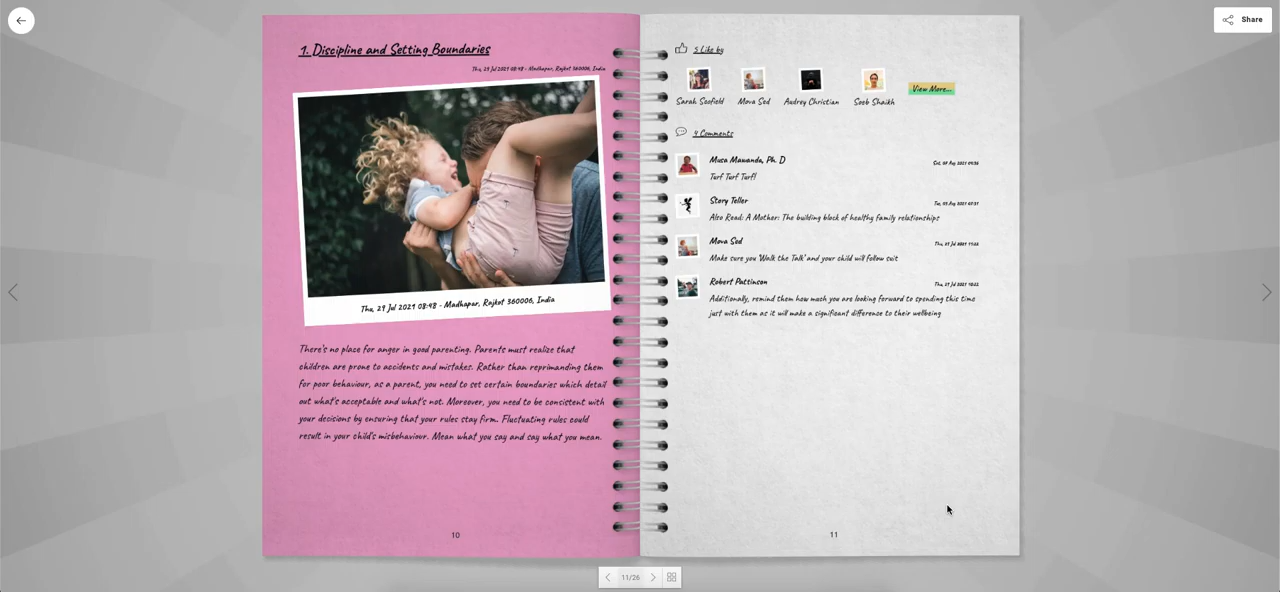 Share
1. Discipline and Setting Boundaries
Thu, 29 Jul 2021 08:48 - Madhapar, Rajkot 360006, India
Thu, 29 Jul 2021 08:48 - Madhapar, Rajkot 360006, India
There's no place for anger in good parenting. Parents must realize that
children are prone to accidents and mistakes. Rather than reprimanding them
for poor behaviour, as a parent, you need to set certain boundaries which detail
out what's acceptable and what's not. Moreover, you need to be consistent with
your decisions by ensuring that your rules stay firm. Fluctuating rules could
result in your child's misbehaviour. Mean what you say and say what you mean.
10
5 Like by
Sarah Scofield
Mova Sed
Audrey Christian
Soeb Shaikh
View More...
4 Comments
Musa Mawanda, Ph. D
Turf Turf Turf!
Story Teller
Also Read: A Mother: The building block of healthy family relationships
Mova Sed
Make sure you 'Walk the Talk' and your child will follow suit
Robert Pattinson
Additionally, remind them how much you are looking forward to spending this time
just with them as it will make a significant difference to their wellbeing
11
11/26